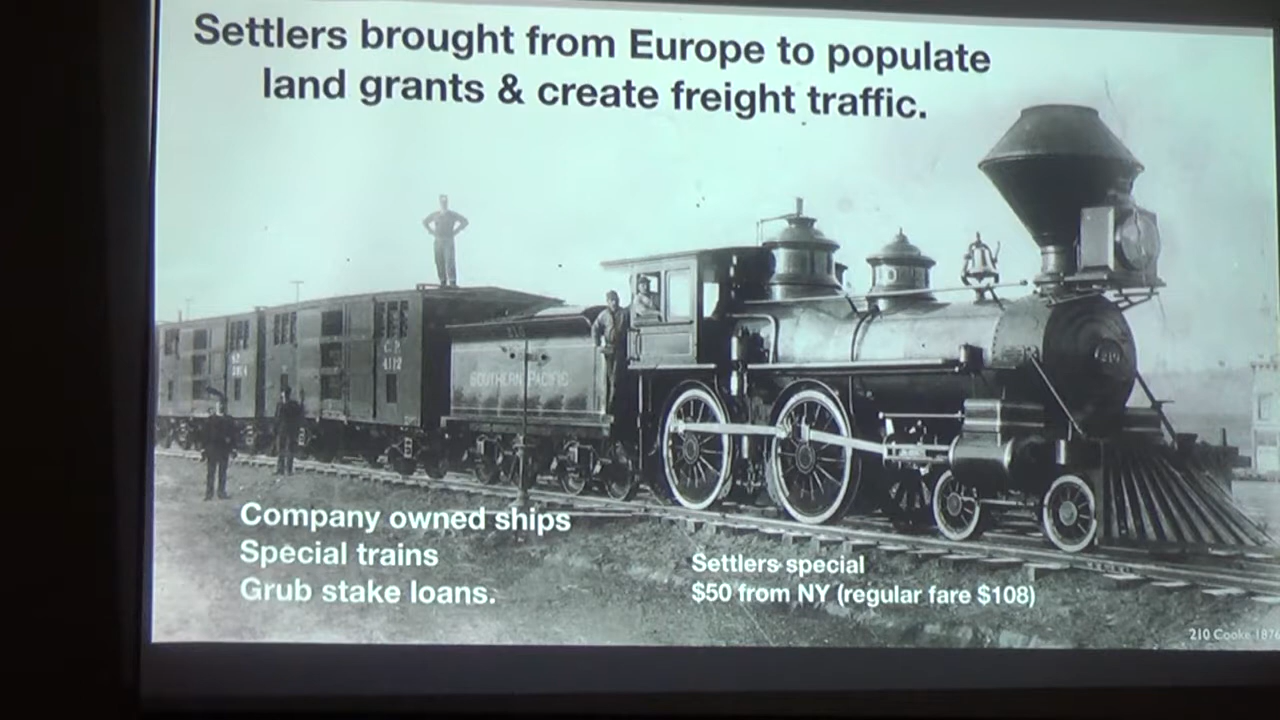 Settlers brought from Europe to populate
land grants & create freight traffic.
C. P.
4112
SOUTHERN PACIFIC
210
Company owned ships
Special trains
Grub stake loans.
Settlers special
$50 from NY (regular fare $108)
210 Cooke 1876